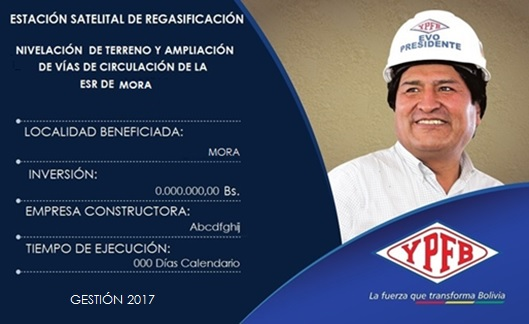 ESTACIÓN SATELITAL DE REGASIFICACIÓN
NIVELACIÓN DE TERRENO Y AMPLIACIÓN
DE VÍAS DE CIRCULACIÓN DE LA
ESR DE MORA
LOCALIDAD BENEFICIADA:
MORA
INVERSIÓN:
0.000.000,00 Bs.
EMPRESA CONSTRUCTORA:
Abcdfghij
TIEMPO DE EJECUCIÓN:
000 Días Calendario
GESTIÓN 2017
YPFB
EVO
PRESIDENTE
YPFB
La fuerza que transforma Bolivia